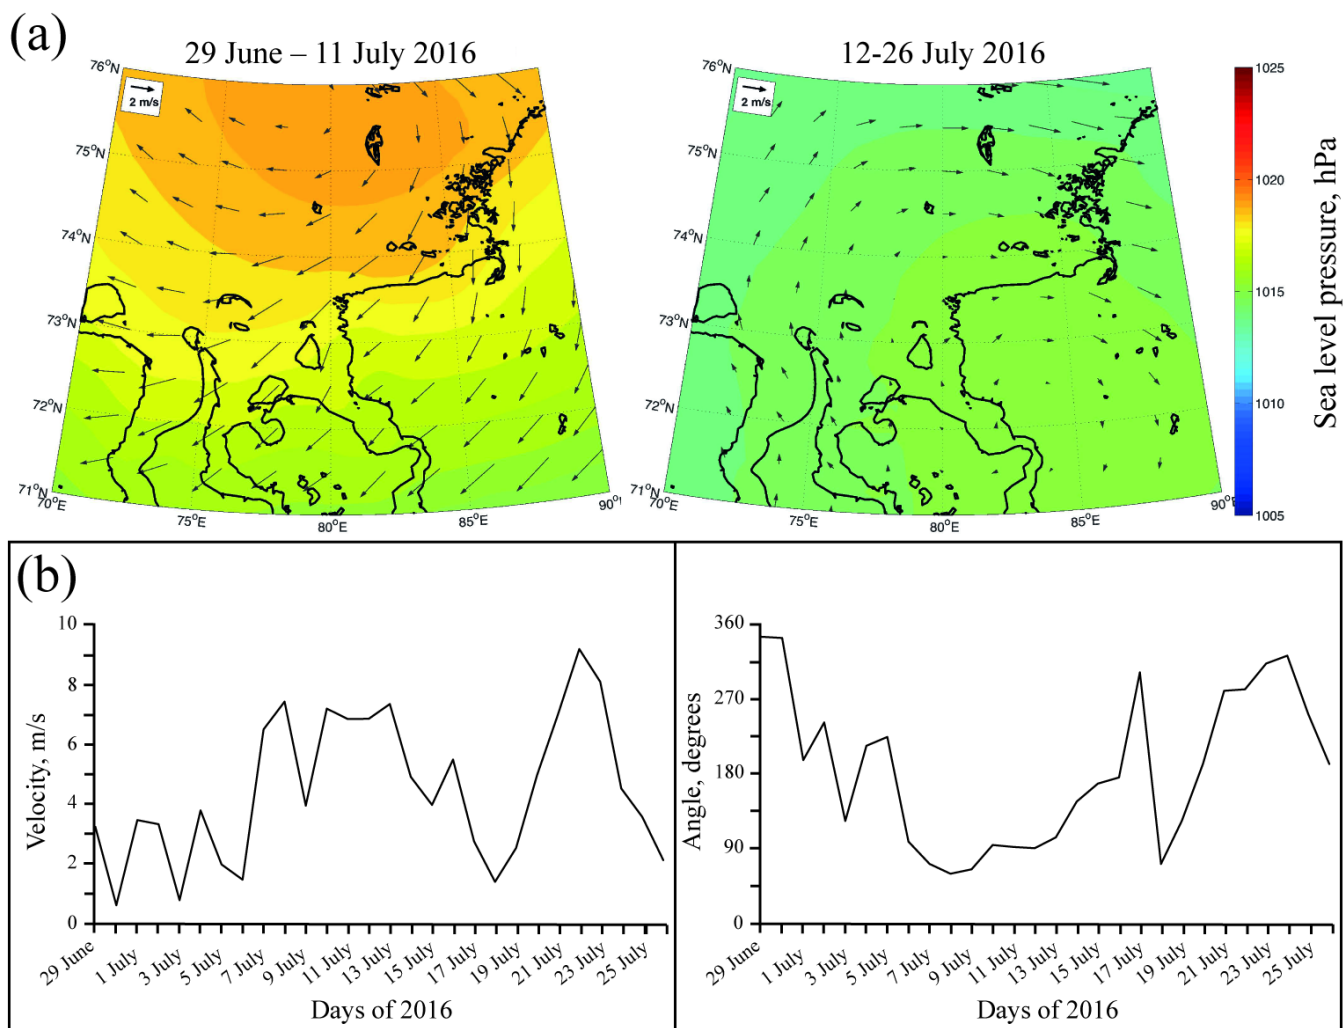 (a)
29 June – 11 July 2016
12-26 July 2016
76°N
75°N
74°N
73°N
72°N
71°N
70°E
75°E
80°E
85°E
2 m/s
76°N
75°N
74°N
73°N
72°N
71°N
70°E
75°E
80°E
85°E
90°E
2 m/s
1025
1020
1015
1010
1005
Sea level pressure, hPa
(b)
Velocity, m/s
10
8
6
4
2
0
29 June
1 July
3 July
5 July
7 July
9 July
11 July
13 July
15 July
17 July
19 July
21 July
23 July
25 July
Days of 2016
Angle, degrees
360
270
180
90
0
29 June
1 July
3 July
5 July
7 July
9 July
11 July
13 July
15 July
17 July
19 July
21 July
23 July
25 July
Days of 2016